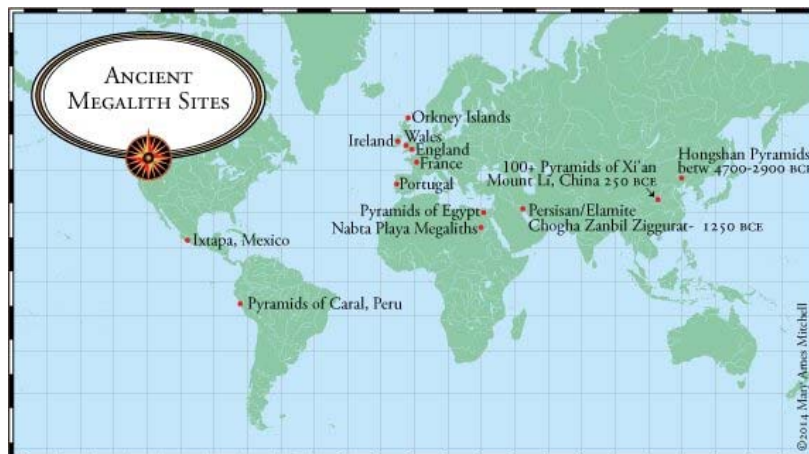 ANCIENT
MEGALITH SITES
Orkney Islands
Ireland
Wales
England
France
Portugal
100+ Pyramids of Xi'an
Mount Li, China 250 BCE
Hongshan Pyramids
betw 4700-2900 BCE
Pyramids of Egypt
Nabta Playa Megaliths
Persisan/Elamite
Chogha Zanbil Ziggurat- 1250 BCE
Ixtapa, Mexico
Pyramids of Caral, Peru
©2014 Mary Ames Mitchell